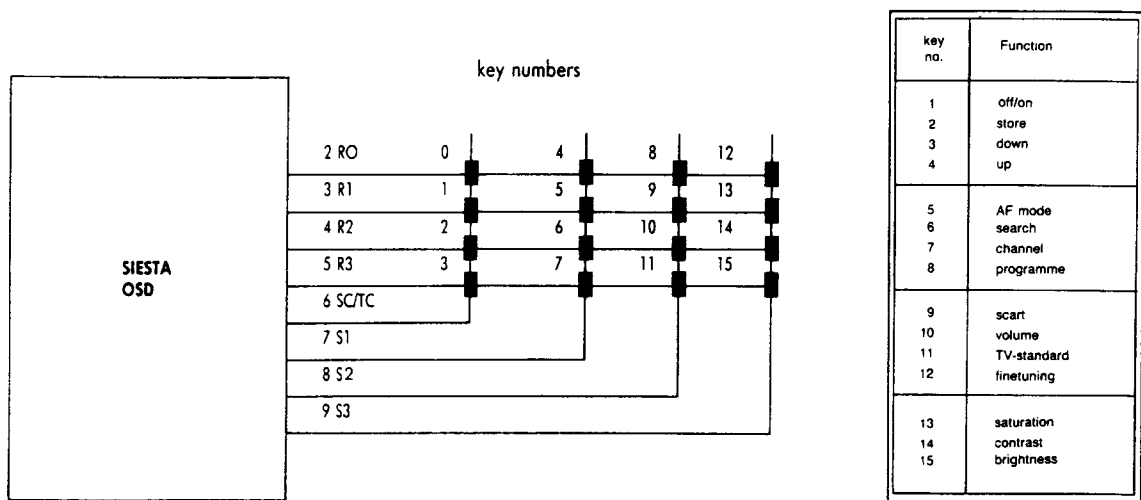 key numbers
SIESTA
OSD
2 RO 0 4 8 12
3 R1 1 5 9 13
4 R2 2 6 10 14
5 R3 3 7 11 15
6 SC/TC
7 S1
8 S2
9 S3
key no. Function
1 off/on
2 store
3 down
4 up
5 AF mode
6 search
7 channel
8 programme
9 scart
10 volume
11 TV-standard
12 finetuning
13 saturation
14 contrast
15 brightness